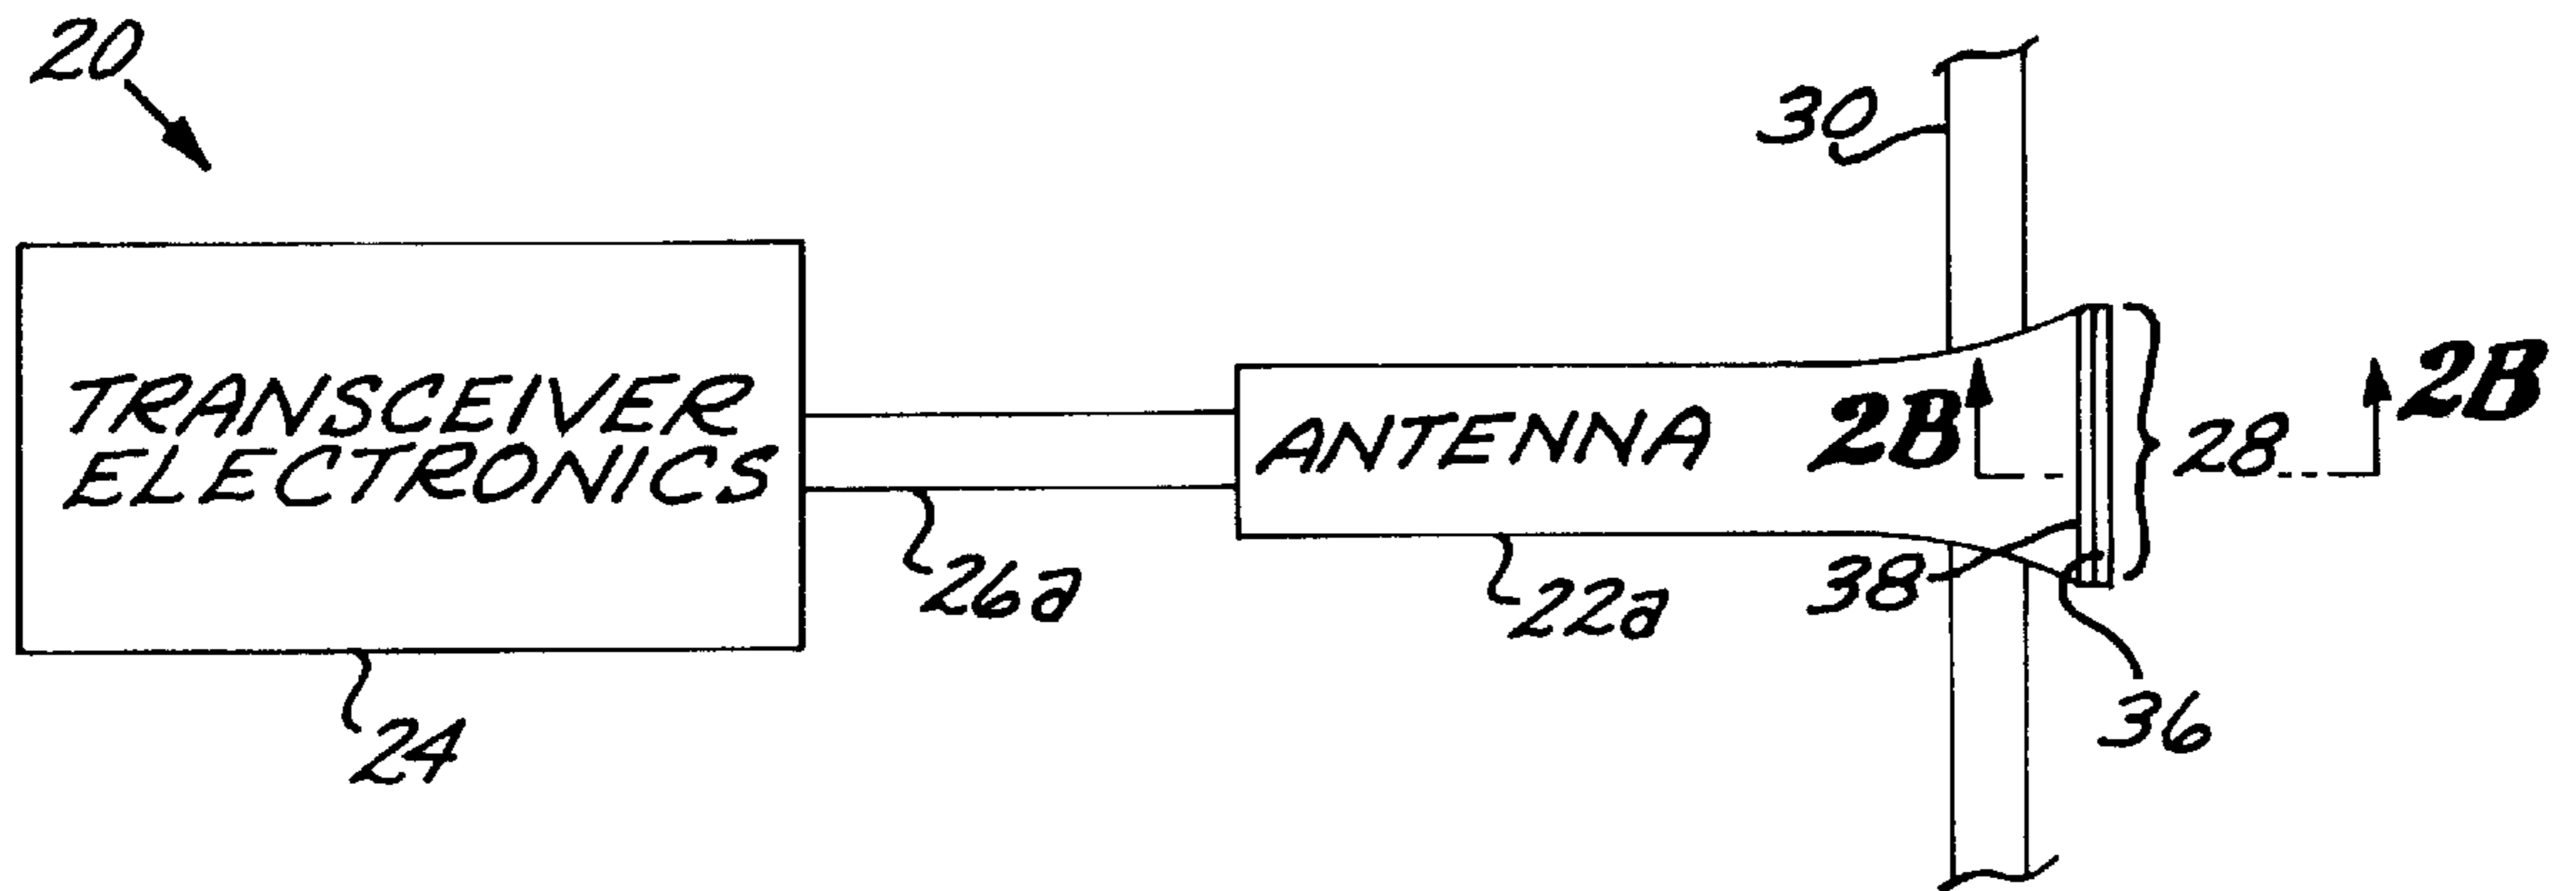 20
30
TRANSCEIVER
ELECTRONICS
ANTENNA
2B
28
2B
26a
22a
38
36
24